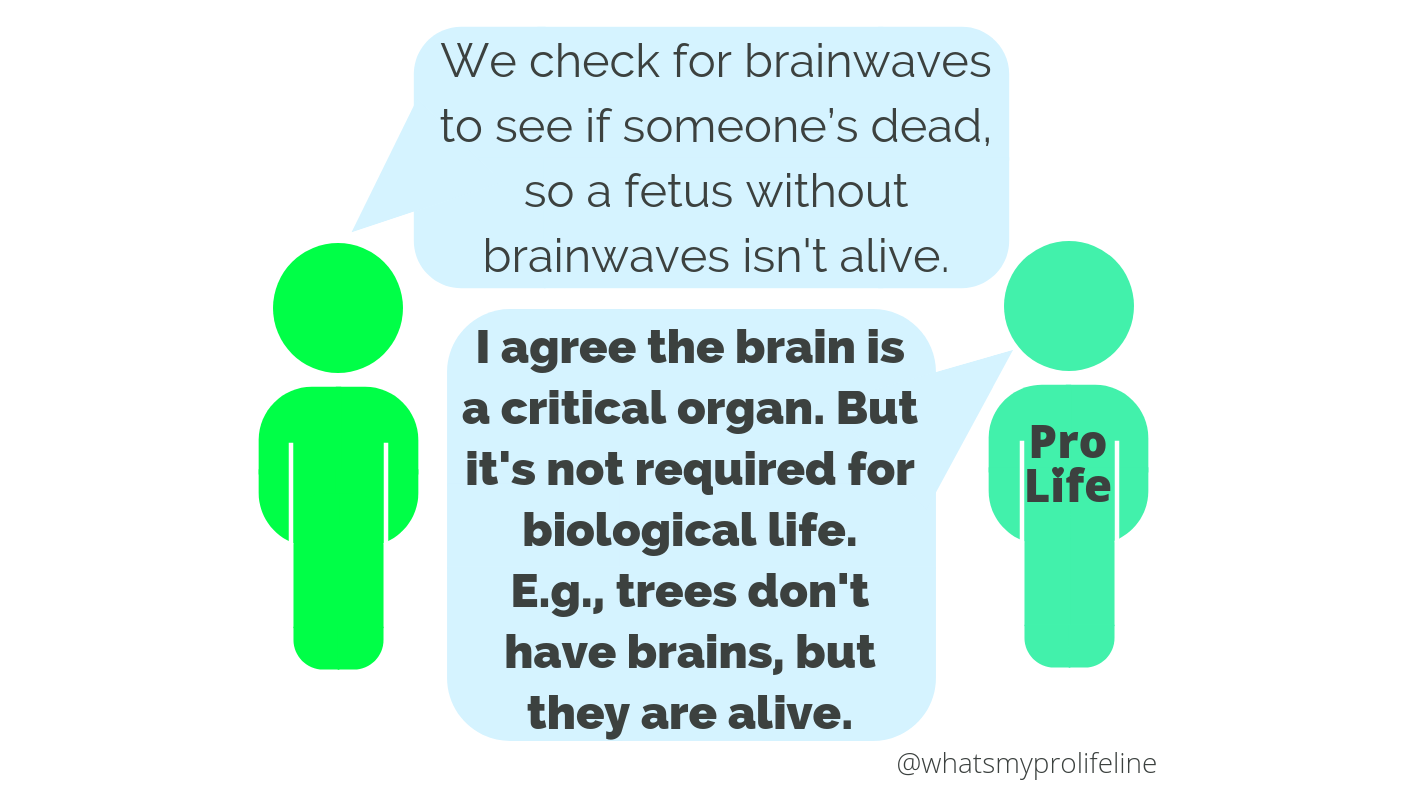 We check for brainwaves
to see if someone’s dead,
so a fetus without
brainwaves isn't alive.
I agree the brain is
a critical organ. But
it's not required for
biological life.
E.g., trees don't
have brains, but
they are alive.
Pro
Life
@whatsmyprolifeline